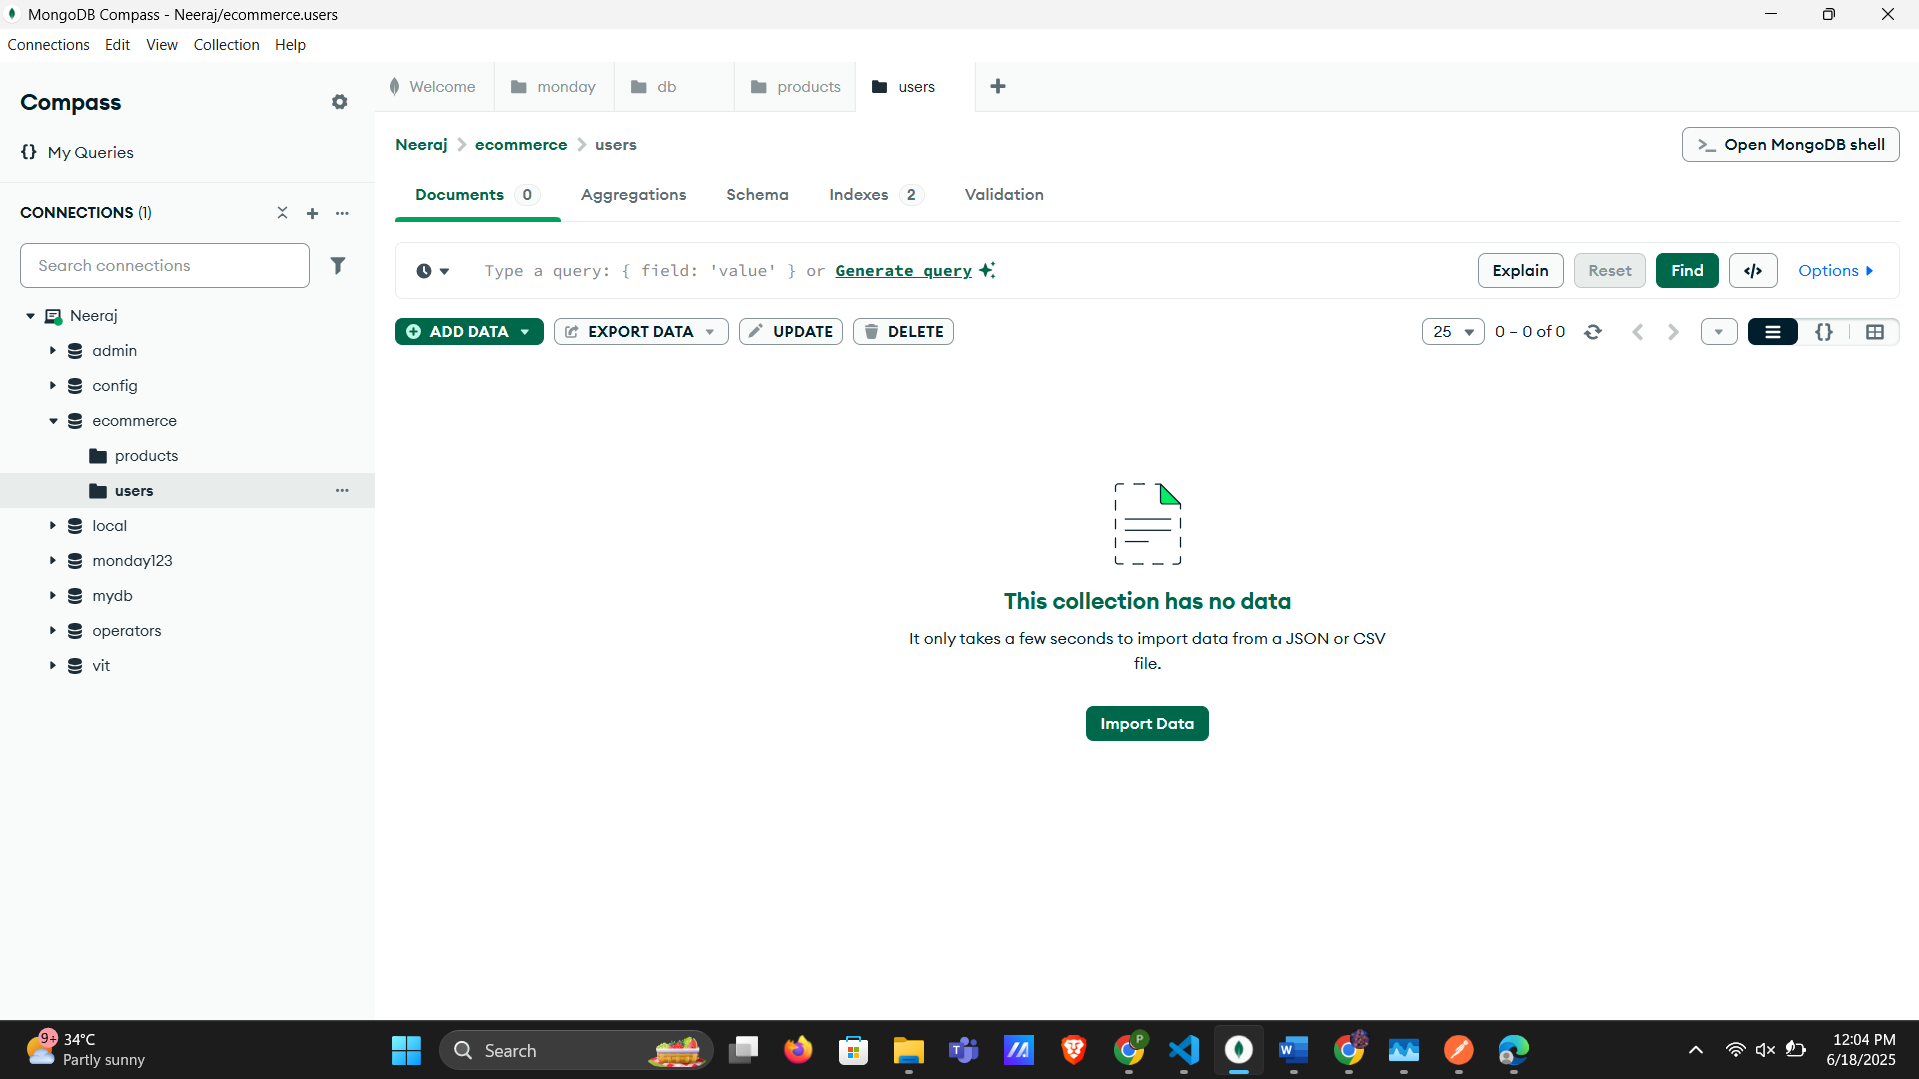 MongoDB Compass - Neeraj/ecommerce.users
Connections Edit View Collection Help
Compass
{} My Queries
CONNECTIONS (1)
Search connections
Neeraj
admin
config
ecommerce
products
users
local
monday123
mydb
operators
vit
Welcome monday db products users
Neeraj ecommerce users
>_ Open MongoDB shell
Documents 0 Aggregations Schema Indexes 2 Validation
Type a query: { field: 'value' } or Generate query
Explain Reset Find </> Options
ADD DATA EXPORT DATA UPDATE DELETE
25 0 – 0 of 0 {}
This collection has no data
It only takes a few seconds to import data from a JSON or CSV
file.
Import Data
9+ 34°C
Partly sunny
Search
P
12:04 PM
6/18/2025